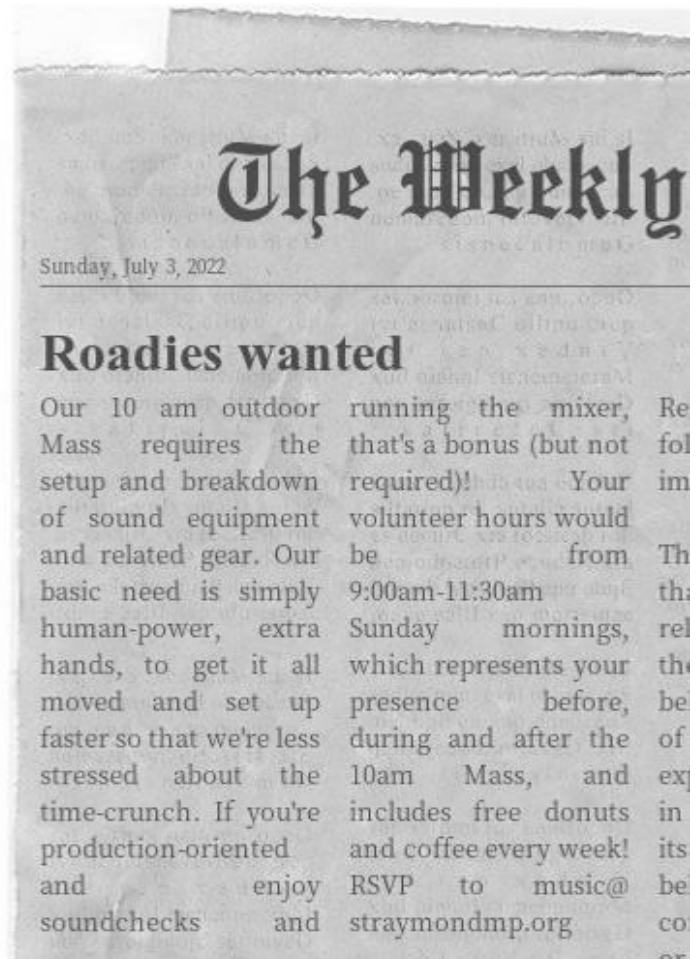 The Weekly
Sunday, July 3, 2022
Roadies wanted
Our 10 am outdoor
Mass requires the
setup and breakdown
of sound equipment
and related gear. Our
basic need is simply
human-power, extra
hands, to get it all
moved and set up
faster so that we're less
stressed about the
time-crunch. If you're
production-oriented
and enjoy
soundchecks and
running the mixer,
that's a bonus (but not
required)! Your
volunteer hours would
be from
9:00am-11:30am
Sunday mornings,
which represents your
presence before,
during and after the
10am Mass, and
includes free donuts
and coffee every week!
RSVP to music@
straymondmp.org